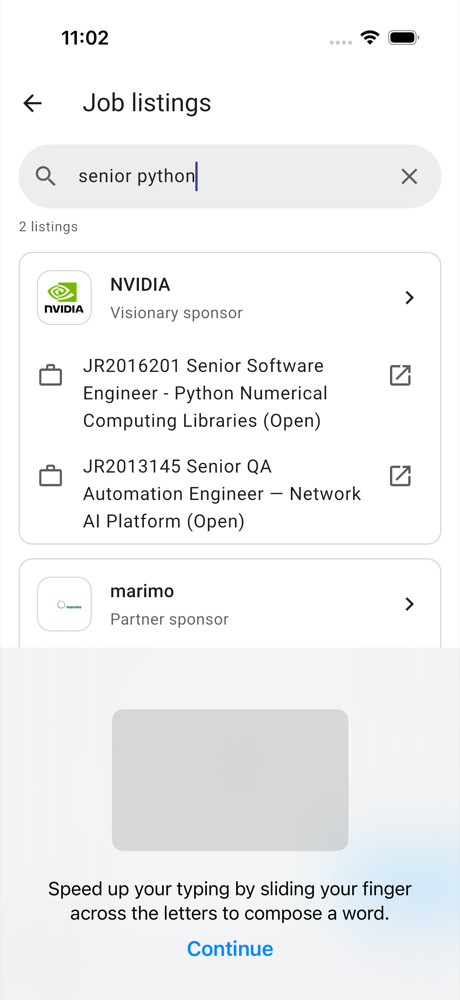 11:02
Job listings
senior python
2 listings
NVIDIA
NVIDIA
Visionary sponsor
JR2016201 Senior Software
Engineer - Python Numerical
Computing Libraries (Open)
JR2013145 Senior QA
Automation Engineer — Network
AI Platform (Open)
marimo
marimo
Partner sponsor
Speed up your typing by sliding your finger
across the letters to compose a word.
Continue